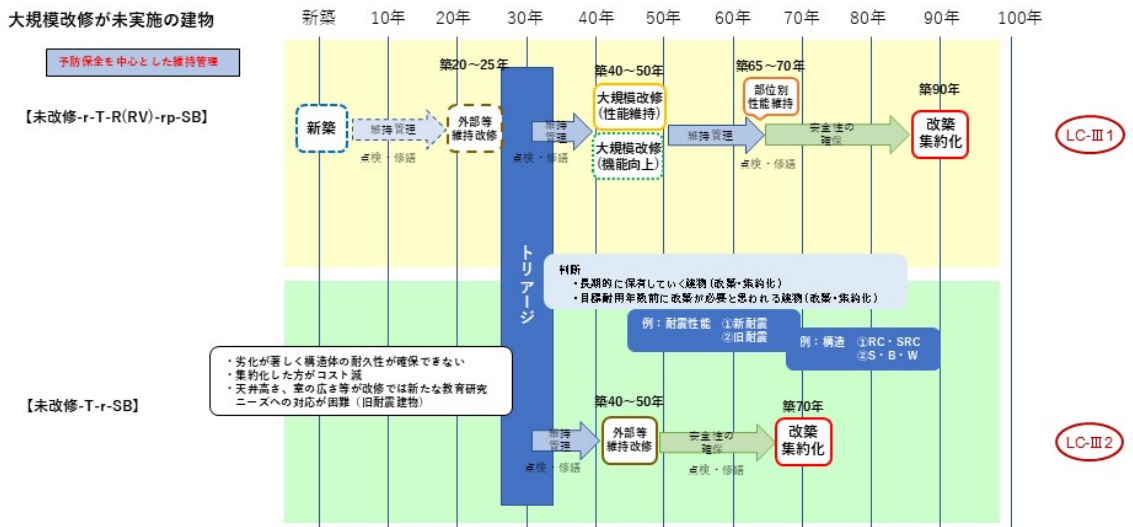 大規模改修が未実施の建物
新築 10年 20年 30年 40年 50年 60年 70年 80年 90年 100年
予防保全を中心とした維持管理
築20～25年
築40～50年
築65～70年
築90年
【未改修-r-T-R(RV)-rp-SB】
新築
維持管理
点検・修繕
外部等
維持改修
維持
管理
点検・修繕
大規模改修
(性能維持)
大規模改修
(機能向上)
維持管理
部位別
性能維持
安全性の
確保
点検・修繕
改築
集約化
LC-Ⅲ1
トリアージ
判断
・長期的に保有していく建物(改築・集約化)
・目標耐用年数前に改築が必要と思われる建物(改築・集約化)
例：耐震性能　①新耐震
②旧耐震
例：構造　①RC・SRC
②S・B・W
・劣化が著しく構造体の耐久性が確保できない
・集約化した方がコスト減
・天井高さ、室の広さ等が改修では新たな教育研究
ニーズへの対応が困難（旧耐震建物）
【未改修-T-r-SB】
築40～50年
築70年
維持
管理
点検・修繕
外部等
維持改修
安全性の
確保
点検・修繕
改築
集約化
LC-Ⅲ2